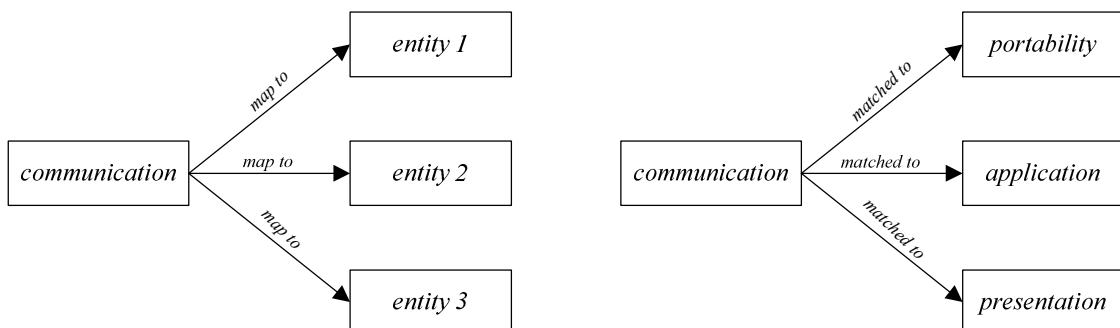 entity 1
map to
communication
map to
entity 2
map to
entity 3
portability
matched to
communication
matched to
application
matched to
presentation